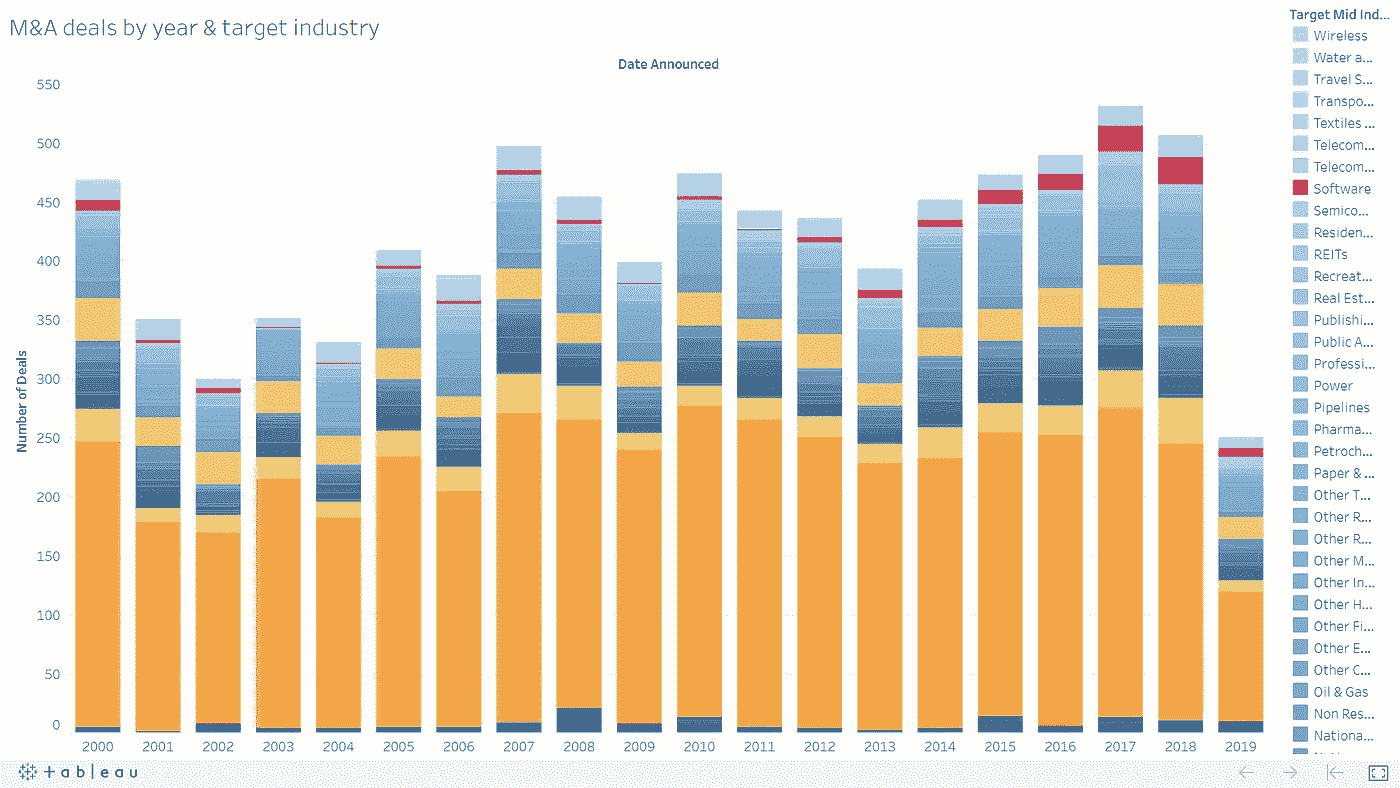 M&A deals by year & target industry
Date Announced
Number of Deals
550
500
450
400
350
300
250
200
150
100
50
0
2000 2001 2002 2003 2004 2005 2006 2007 2008 2009 2010 2011 2012 2013 2014 2015 2016 2017 2018 2019
Target Mid Ind...
Wireless
Water a...
Travel S...
Transpo...
Textiles ...
Telecom...
Telecom...
Software
Semico...
Residen...
REITs
Recreat...
Real Est...
Publishi...
Public A...
Professi...
Power
Pipelines
Pharma...
Petroch...
Paper & ...
Other T...
Other R...
Other R...
Other M...
Other In...
Other H...
Other Fi...
Other E...
Other C...
Oil & Gas
Non Res...
Nationa...
+ a b l e a u